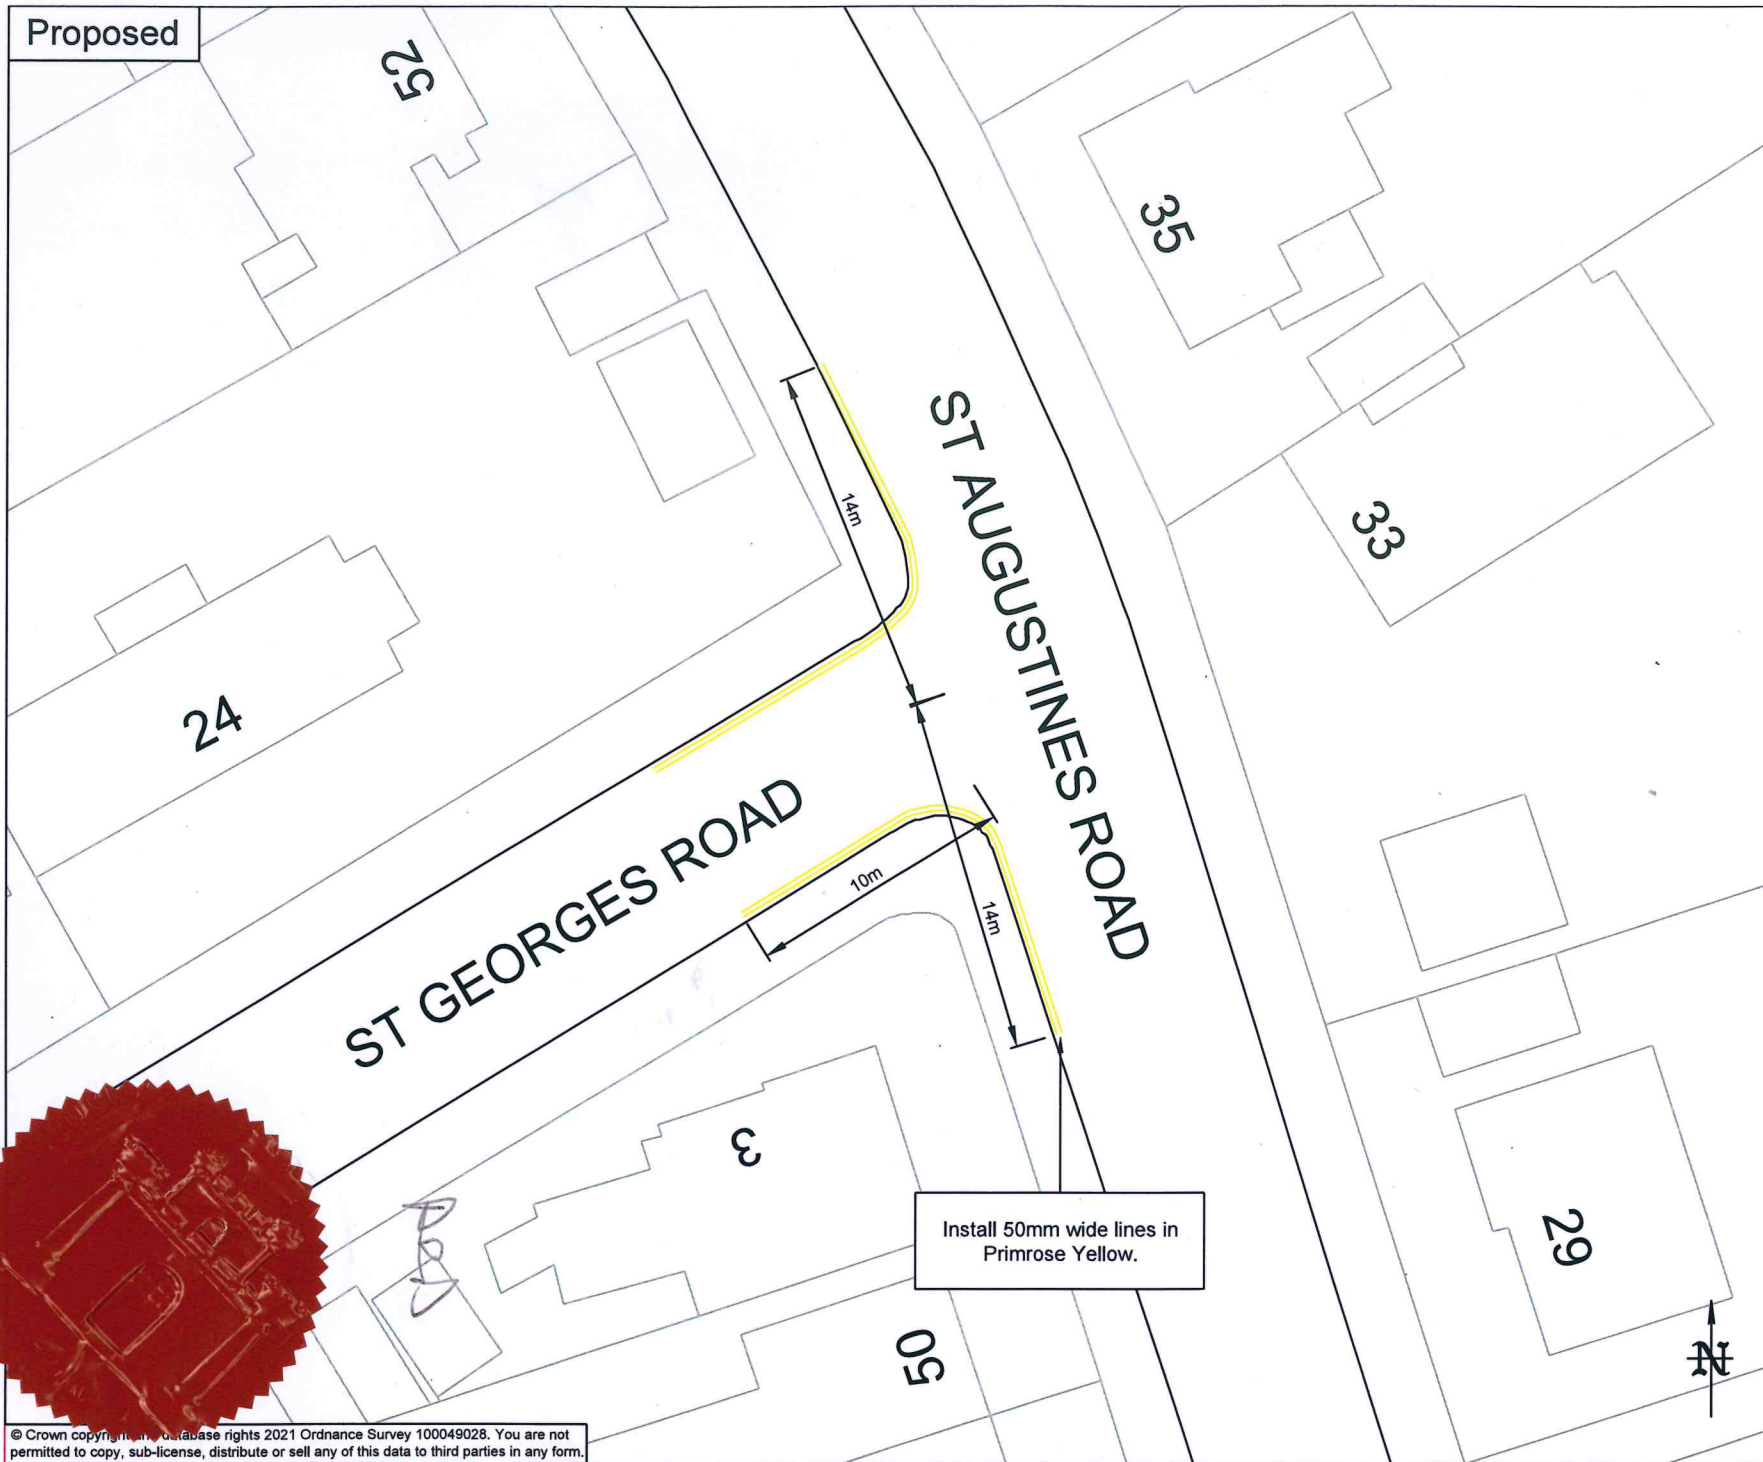 Proposed
52
35
33
14m
ST AUGUSTINES ROAD
24
ST GEORGES ROAD
10m
14m
3
29
Install 50mm wide lines in
Primrose Yellow.
50
N
© Crown copyright and database rights 2021 Ordnance Survey 100049028. You are not
permitted to copy, sub-license, distribute or sell any of this data to third parties in any form.